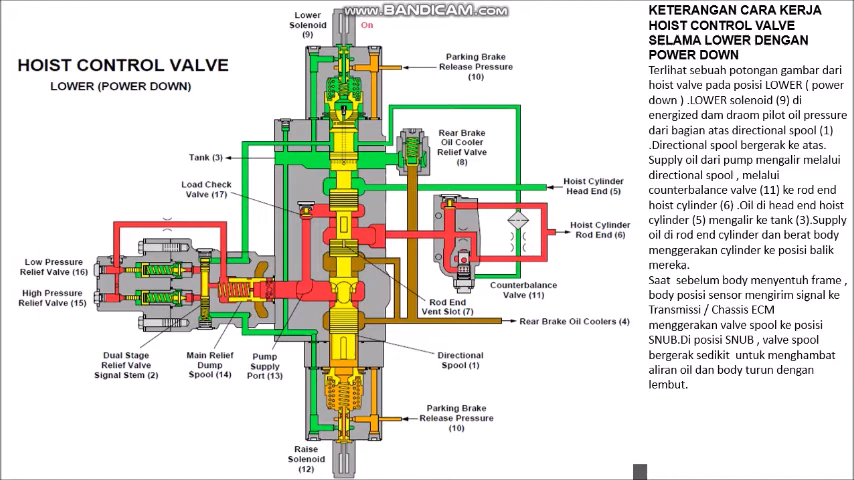 www.BANDICAM.com
HOIST CONTROL VALVE
LOWER (POWER DOWN)
Lower
Solenoid
(9)
On
Parking Brake
Release Pressure
(10)
Rear Brake
Oil Cooler
Relief Valve
(8)
Tank (3)
Load Check
Valve
(17)
Hoist Cylinder
Head End (5)
Hoist Cylinder
Rod End (6)
Low Pressure
Relief Valve (16)
High Pressure
Relief Valve (15)
Counterbalance
Valve (11)
Rod End
Vent Slot (7)
Rear Brake Oil Coolers (4)
Dual Stage
Relief Valve
Signal Stem (2)
Main Relief
Dump
Spool (14)
Pump
Supply
Port (13)
Directional
Spool (1)
Parking Brake
Release Pressure
(10)
Raise
Solenoid
(12)
KETERANGAN CARA KERJA
HOIST CONTROL VALVE
SELAMA LOWER DENGAN
POWER DOWN
Terlihat sebuah potongan gambar dari
hoist valve pada posisi LOWER ( power
down ) .LOWER solenoid (9) di
energized dam draom pilot oil pressure
dari bagian atas directional spool (1)
.Directional spool bergerak ke atas.
Supply oil dari pump mengalir melalui
directional spool , melalui
counterbalance valve (11) ke rod end
hoist cylinder (6) .Oil di head end hoist
cylinder (5) mengalir ke tank (3).Supply
oil di rod end cylinder dan berat body
menggerakan cylinder ke posisi balik
mereka.
Saat sebelum body menyentuh frame ,
body posisi sensor mengirim signal ke
Transmissi / Chassis ECM
menggerakan valve spool ke posisi
SNUB.Di posisi SNUB , valve spool
bergerak sedikit untuk menghambat
aliran oil dan body turun dengan
lembut.